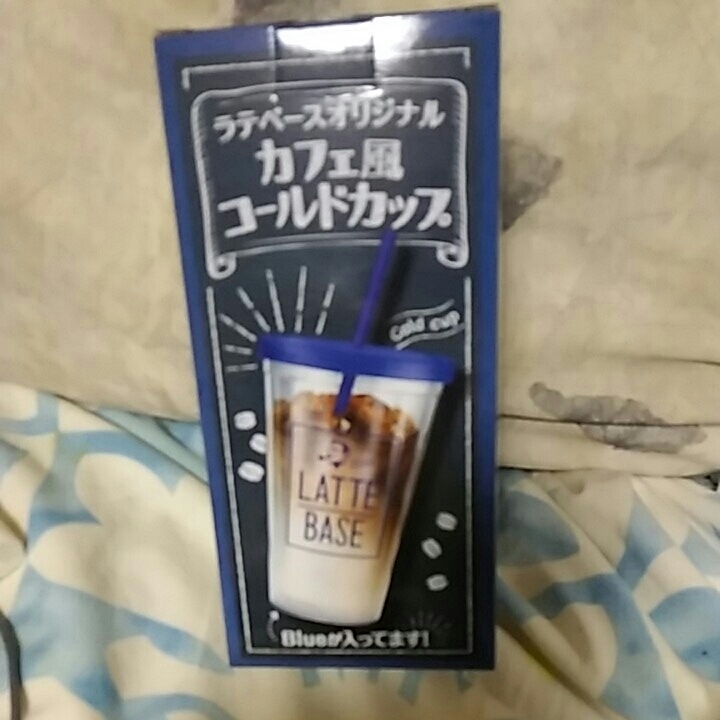 ラテベースオリジナル
カフェ風
コールドカップ
Cold cup
LATTE
BASE
Blueが入ってます!